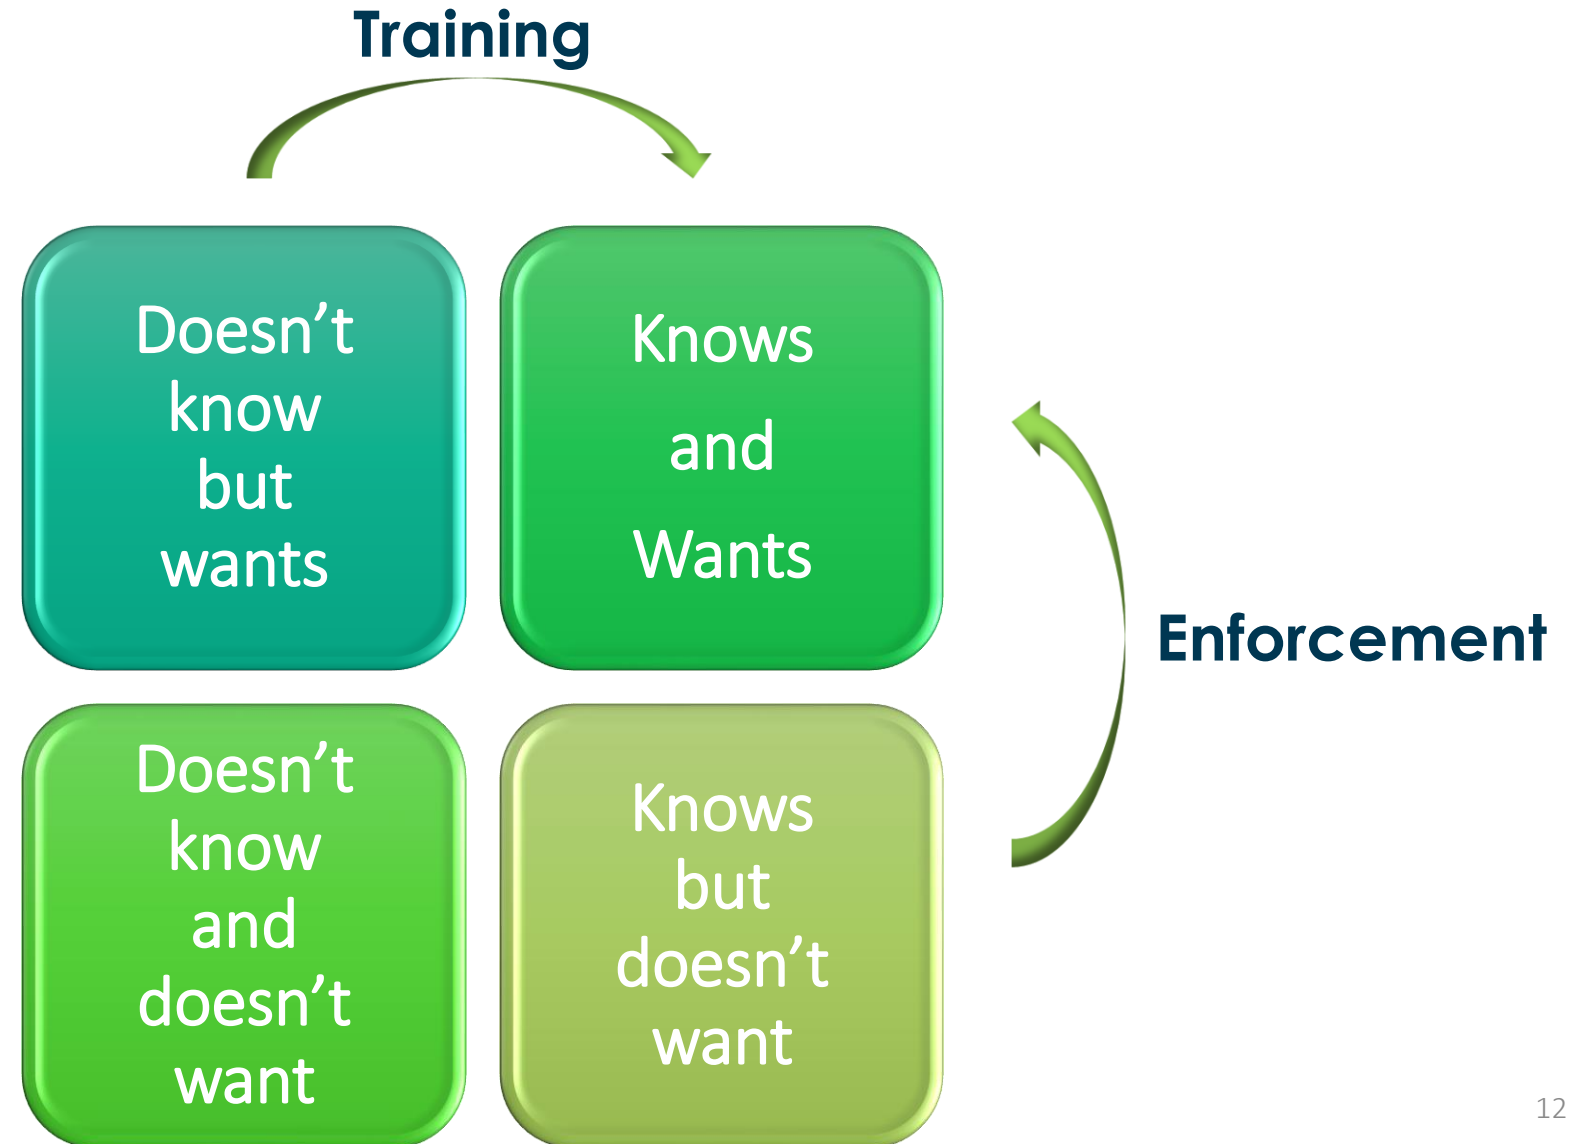 Training
Doesn’t
know
but
wants
Knows
and
Wants
Enforcement
Doesn’t
know
and
doesn’t
want
Knows
but
doesn’t
want
12